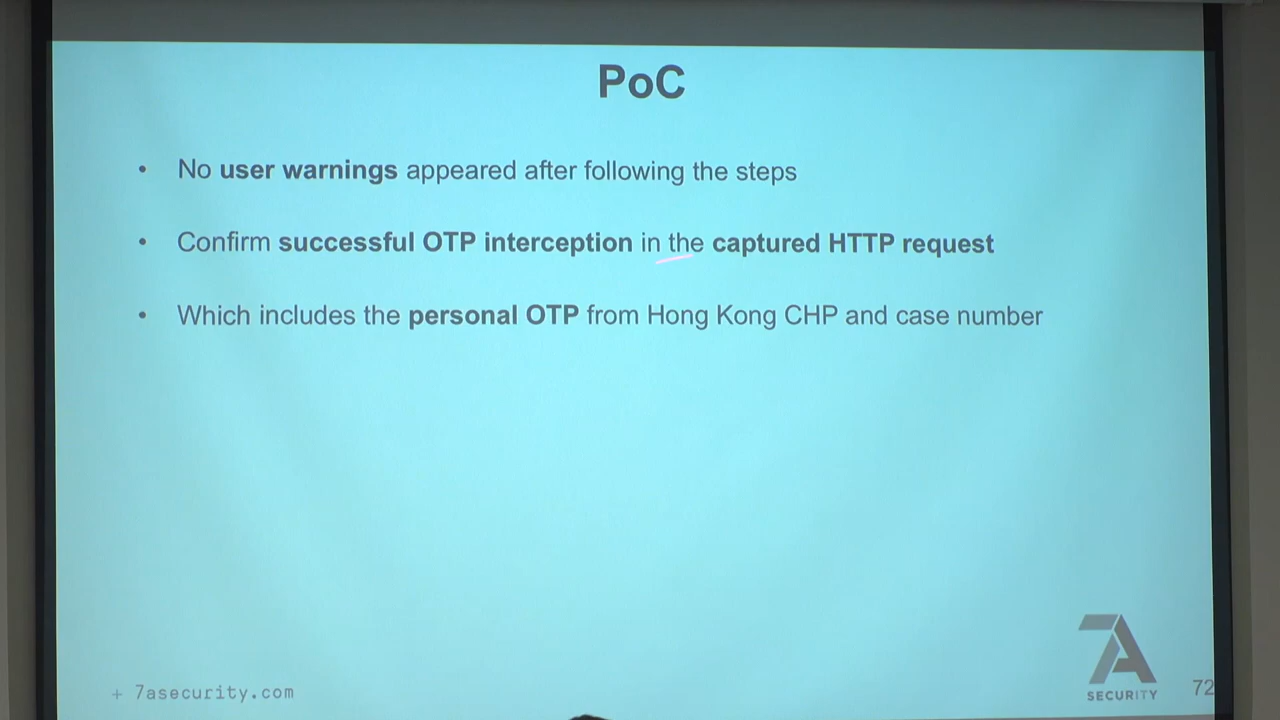 PoC
• No user warnings appeared after following the steps
• Confirm successful OTP interception in the captured HTTP request
• Which includes the personal OTP from Hong Kong CHP and case number
+ 7asecurity.com
7A
SECURITY
72